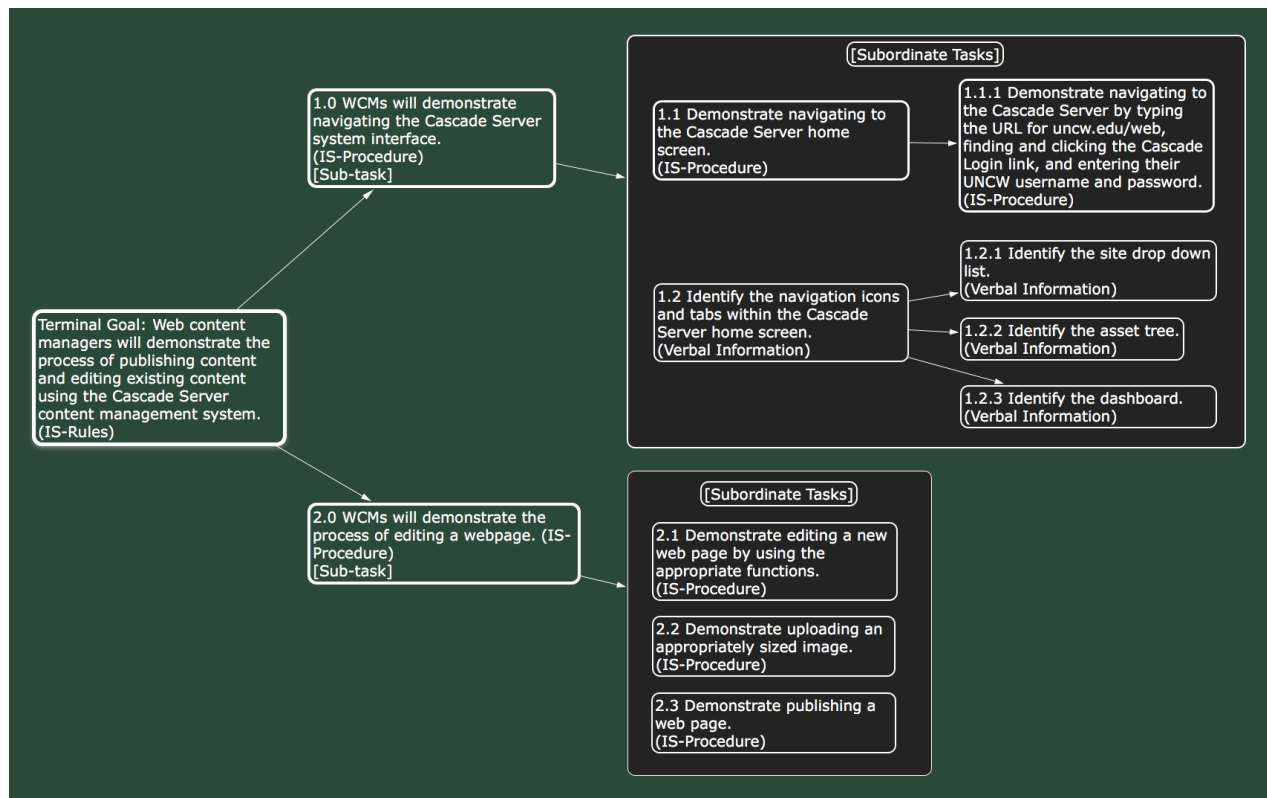 Terminal Goal: Web content
managers will demonstrate the
process of publishing content
and editing existing content
using the Cascade Server
content management system.
(IS-Rules)
1.0 WCMs will demonstrate
navigating the Cascade Server
system interface.
(IS-Procedure)
[Sub-task]
[Subordinate Tasks]
1.1 Demonstrate navigating to
the Cascade Server home
screen.
(IS-Procedure)
1.1.1 Demonstrate navigating to
the Cascade Server by typing
the URL for uncw.edu/web,
finding and clicking the Cascade
Login link, and entering their
UNCW username and password.
(IS-Procedure)
1.2 Identify the navigation icons
and tabs within the Cascade
Server home screen.
(Verbal Information)
1.2.1 Identify the site drop down
list.
(Verbal Information)
1.2.2 Identify the asset tree.
(Verbal Information)
1.2.3 Identify the dashboard.
(Verbal Information)
2.0 WCMs will demonstrate the
process of editing a webpage. (IS-
Procedure)
[Sub-task]
[Subordinate Tasks]
2.1 Demonstrate editing a new
web page by using the
appropriate functions.
(IS-Procedure)
2.2 Demonstrate uploading an
appropriately sized image.
(IS-Procedure)
2.3 Demonstrate publishing a
web page.
(IS-Procedure)